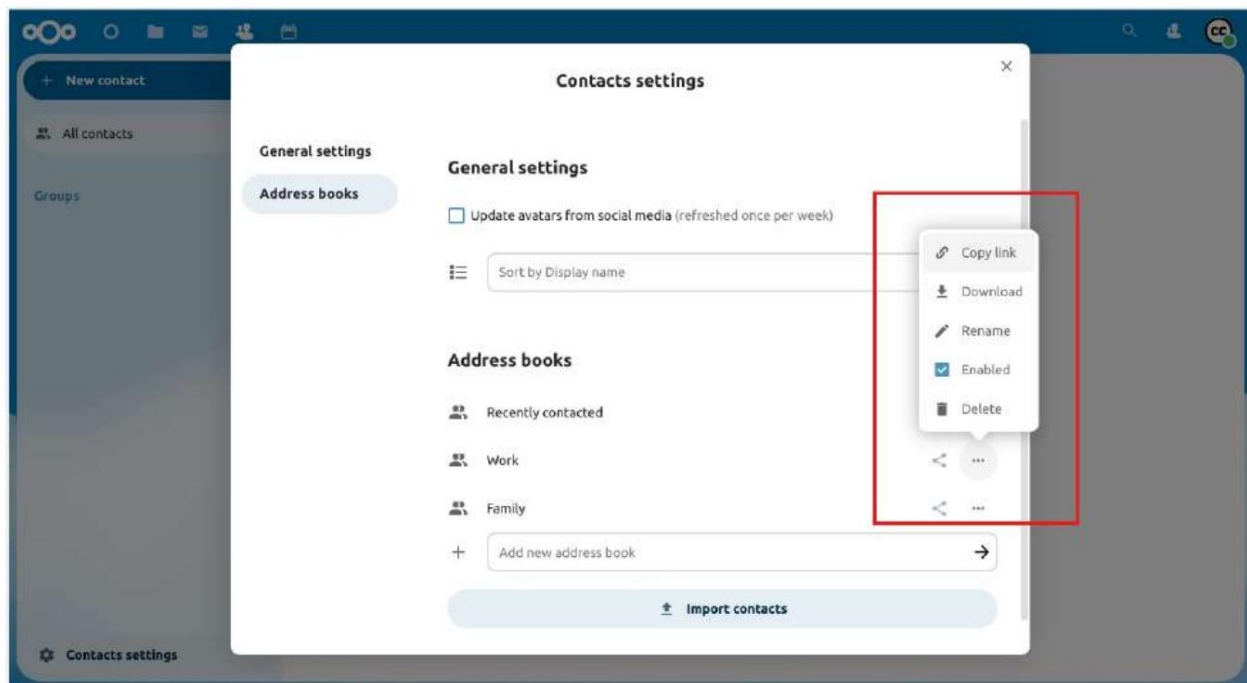 CC
+ New contact
All contacts
Groups
Contacts settings
Contacts settings
General settings
Address books
General settings
Update avatars from social media (refreshed once per week)
Sort by Display name
Address books
Recently contacted
Work
Family
+ Add new address book
Import contacts
Copy link
Download
Rename
Enabled
Delete